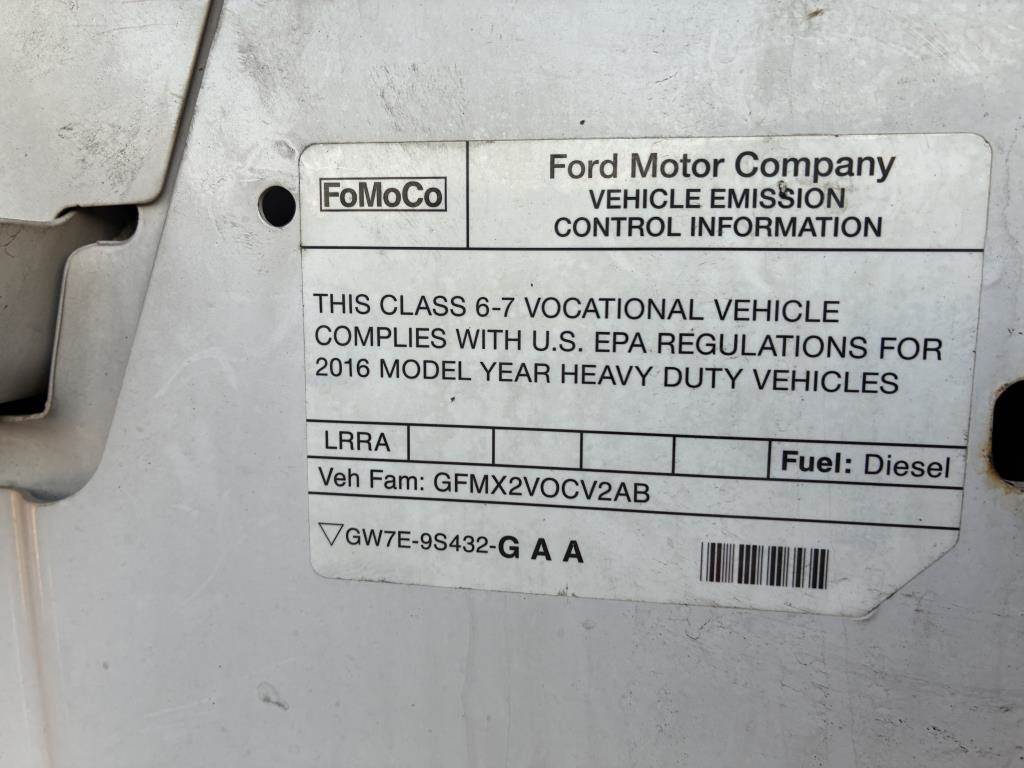 FoMoCo
Ford Motor Company
VEHICLE EMISSION
CONTROL INFORMATION
THIS CLASS 6-7 VOCATIONAL VEHICLE
COMPLIES WITH U.S. EPA REGULATIONS FOR
2016 MODEL YEAR HEAVY DUTY VEHICLES
LRRA Fuel: Diesel
Veh Fam: GFMX2VOCV2AB
▽GW7E-9S432-GAA